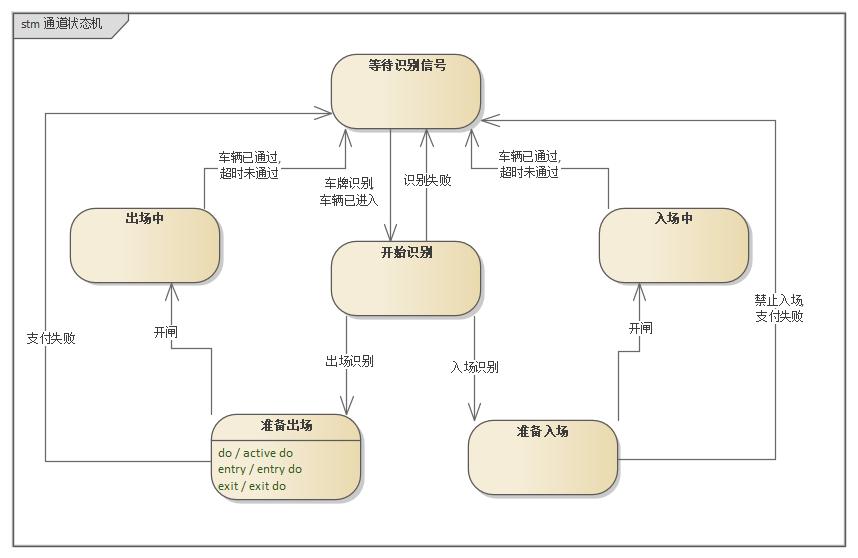 stm 通道状态机
等待识别信号
车辆已通过,
超时未通过
车牌识别,
车辆已进入
识别失败
车辆已通过,
超时未通过
出场中
开始识别
入场中
支付失败
开闸
出场识别
入场识别
开闸
禁止入场,
支付失败
准备出场
do / active do
entry / entry do
exit / exit do
准备入场